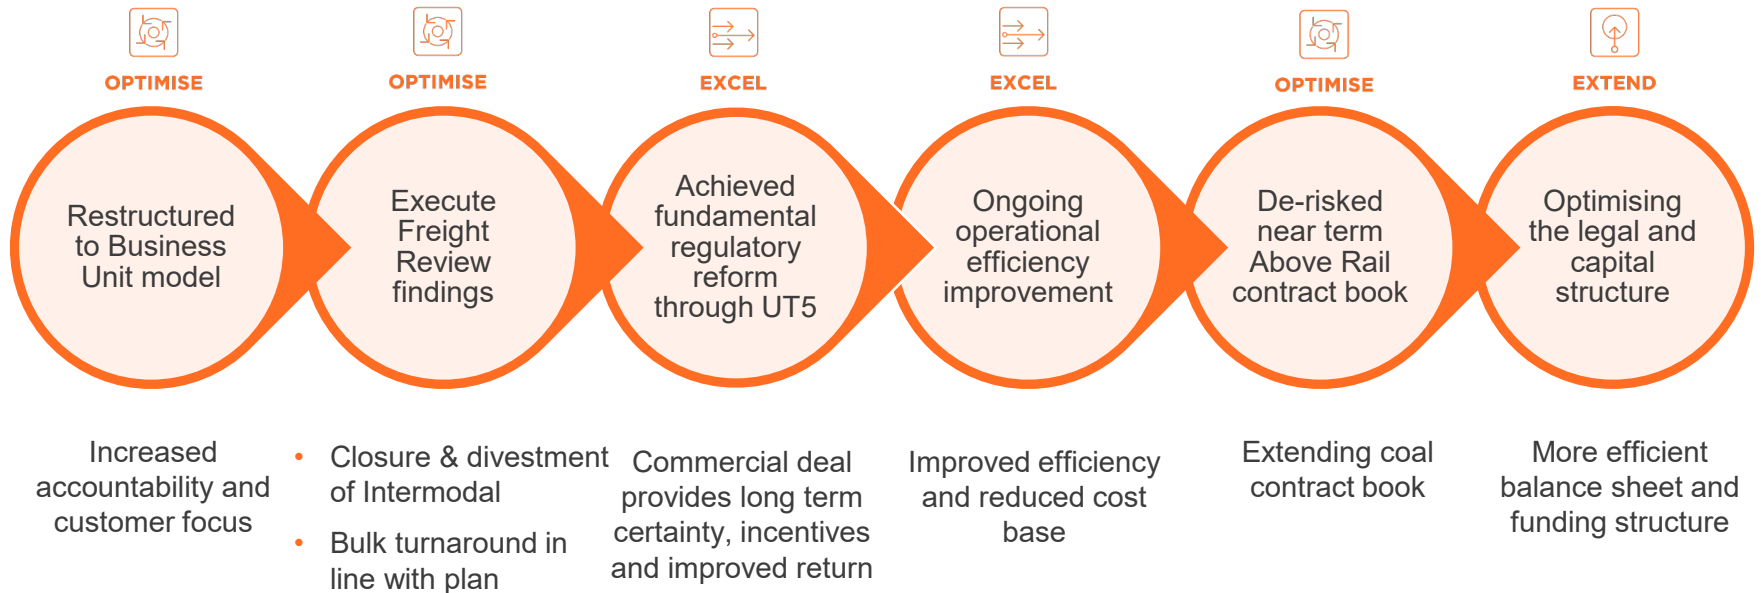 OPTIMISE
Restructured
to Business
Unit model
Increased
accountability and
customer focus
OPTIMISE
Execute
Freight
Review
findings
• Closure & divestment
of Intermodal
• Bulk turnaround in
line with plan
EXCEL
Achieved
fundamental
regulatory
reform
through UT5
Commercial deal
provides long term
certainty, incentives
and improved return
EXCEL
Ongoing
operational
efficiency
improvement
Improved efficiency
and reduced cost
base
OPTIMISE
De-risked
near term
Above Rail
contract book
Extending coal
contract book
EXTEND
Optimising
the legal and
capital
structure
More efficient
balance sheet and
funding structure